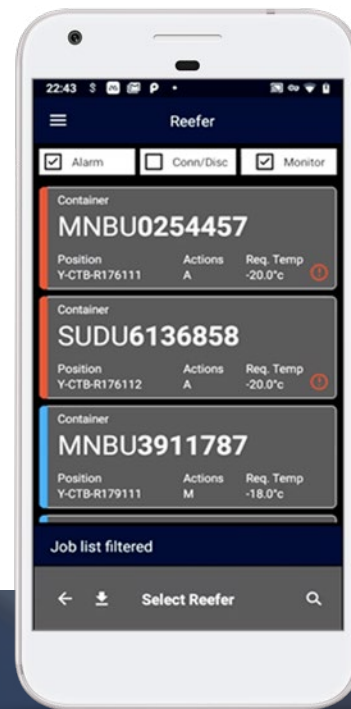 22:43
Reefer
Alarm Conn/Disc Monitor
Container
MNBU0254457
Position Actions Req. Temp
Y-CTB-R176111 A -20.0°c
Container
SUDU6136858
Position Actions Req. Temp
Y-CTB-R176112 A -20.0°c
Container
MNBU3911787
Position Actions Req. Temp
Y-CTB-R179111 M -18.0°c
Job list filtered
Select Reefer